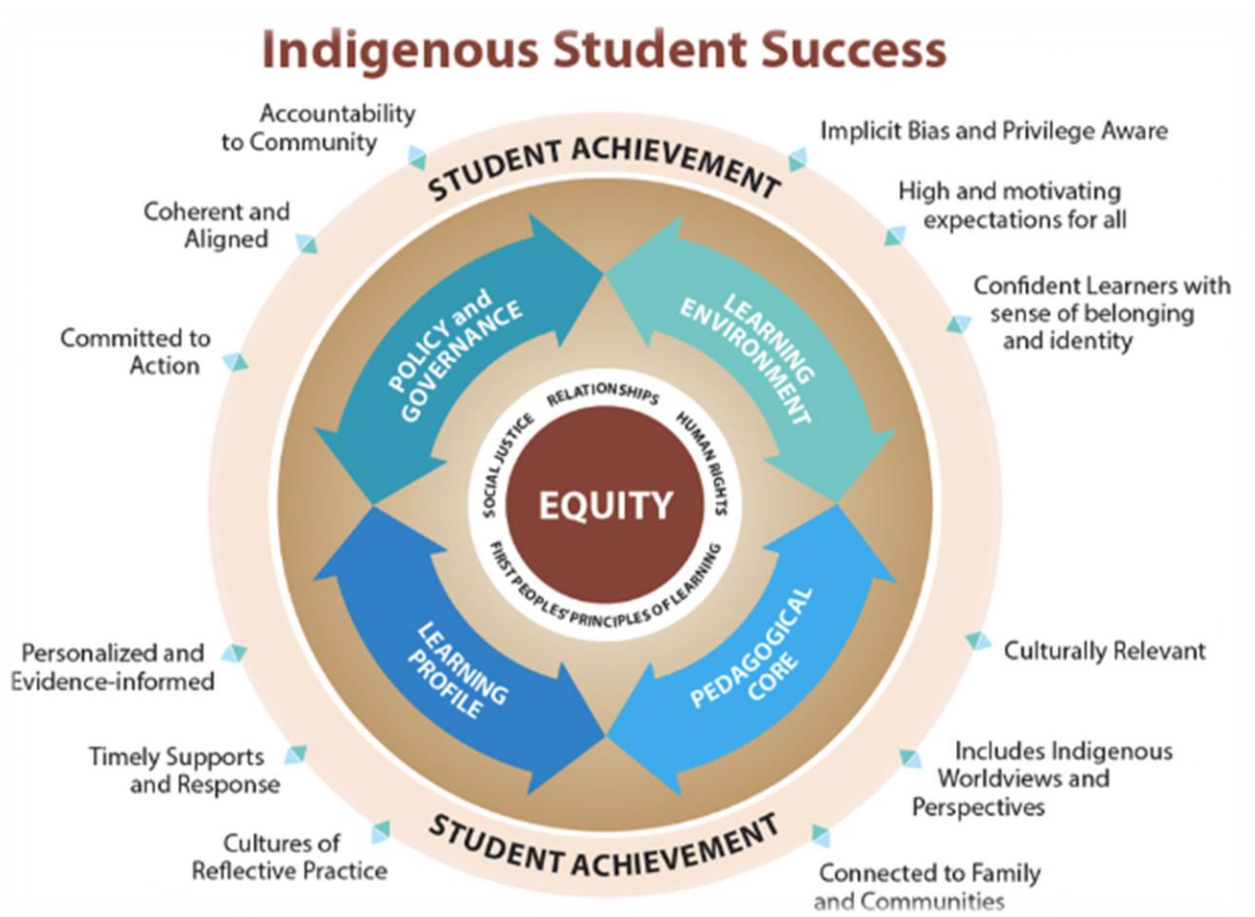 Indigenous Student Success
Accountability
to Community
Coherent and
Aligned
Committed to
Action
STUDENT ACHIEVEMENT
Implicit Bias and Privilege Aware
High and motivating
expectations for all
Confident Learners with
sense of belonging
and identity
POLICY and
GOVERNANCE
LEARNING
ENVIRONMENT
SOCIAL JUSTICE
RELATIONSHIPS
HUMAN RIGHTS
EQUITY
FIRST PEOPLES' PRINCIPLES OF LEARNING
LEARNING
PROFILE
PEDAGOGICAL
CORE
Personalized and
Evidence-informed
Timely Supports
and Response
Cultures of
Reflective Practice
STUDENT ACHIEVEMENT
Culturally Relevant
Includes Indigenous
Worldviews and
Perspectives
Connected to Family
and Communities